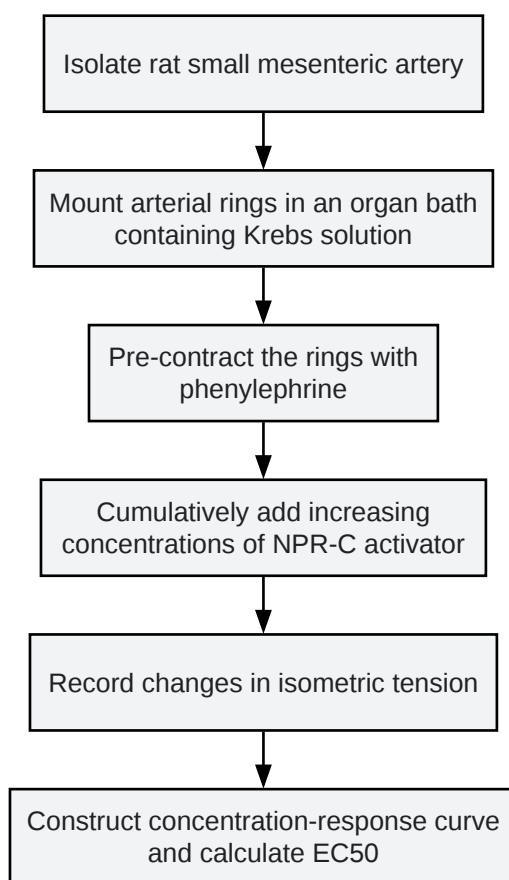 Isolate rat small mesenteric artery
Mount arterial rings in an organ bath
containing Krebs solution
Pre-contract the rings with
phenylephrine
Cumulatively add increasing
concentrations of NPR-C activator
Record changes in isometric tension
Construct concentration-response curve
and calculate EC50